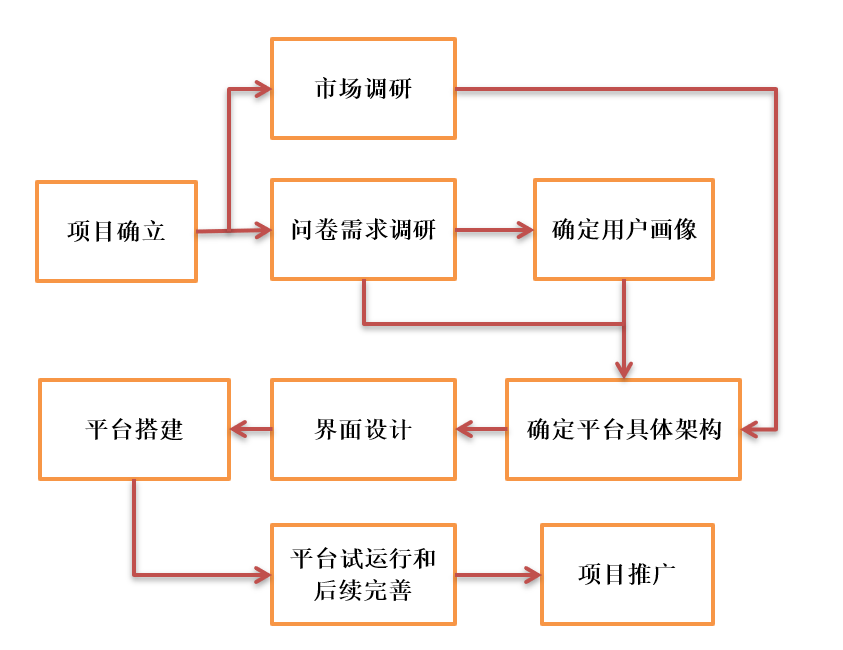 市场调研
项目确立
问卷需求调研
确定用户画像
平台搭建
界面设计
确定平台具体架构
平台试运行和
后续完善
项目推广